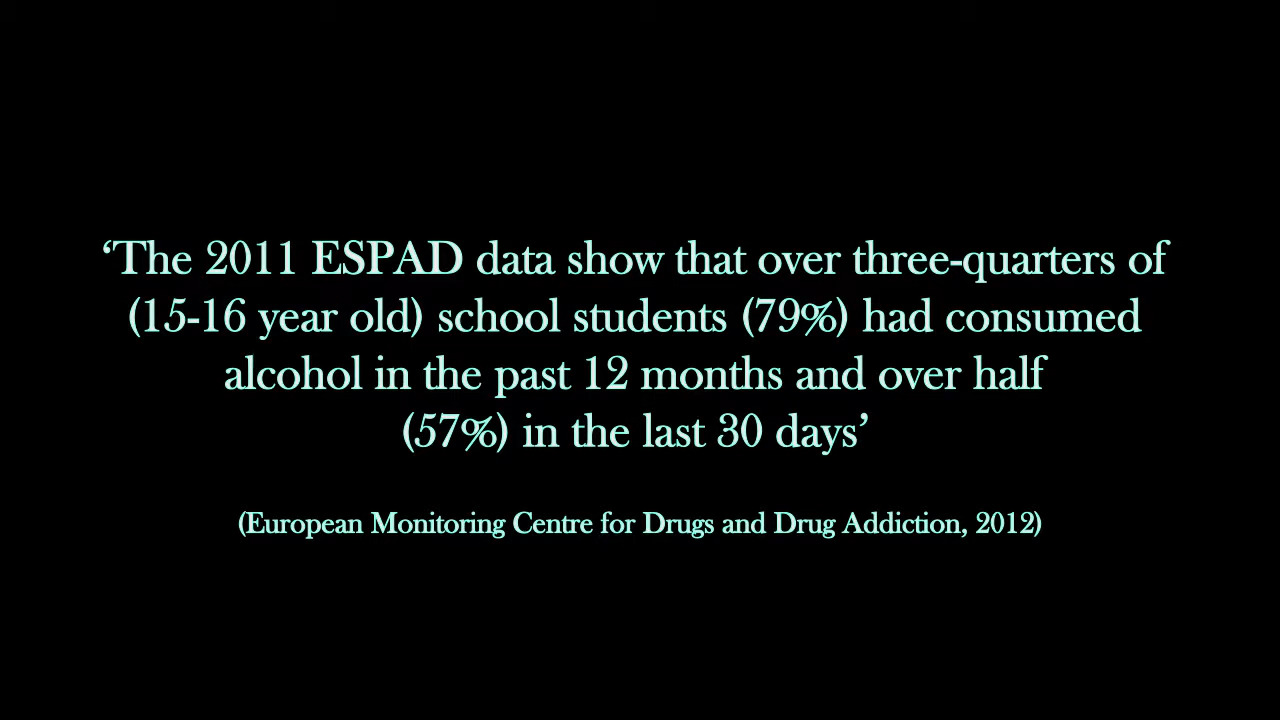 ‘The 2011 ESPAD data show that over three-quarters of
(15-16 year old) school students (79%) had consumed
alcohol in the past 12 months and over half
(57%) in the last 30 days’
(European Monitoring Centre for Drugs and Drug Addiction, 2012)